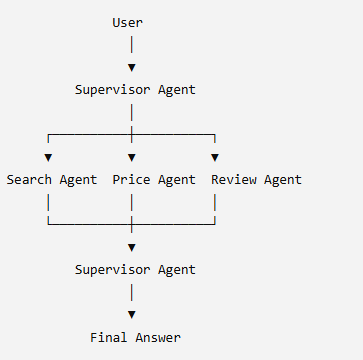 User
Supervisor Agent
Search Agent Price Agent Review Agent
Supervisor Agent
Final Answer